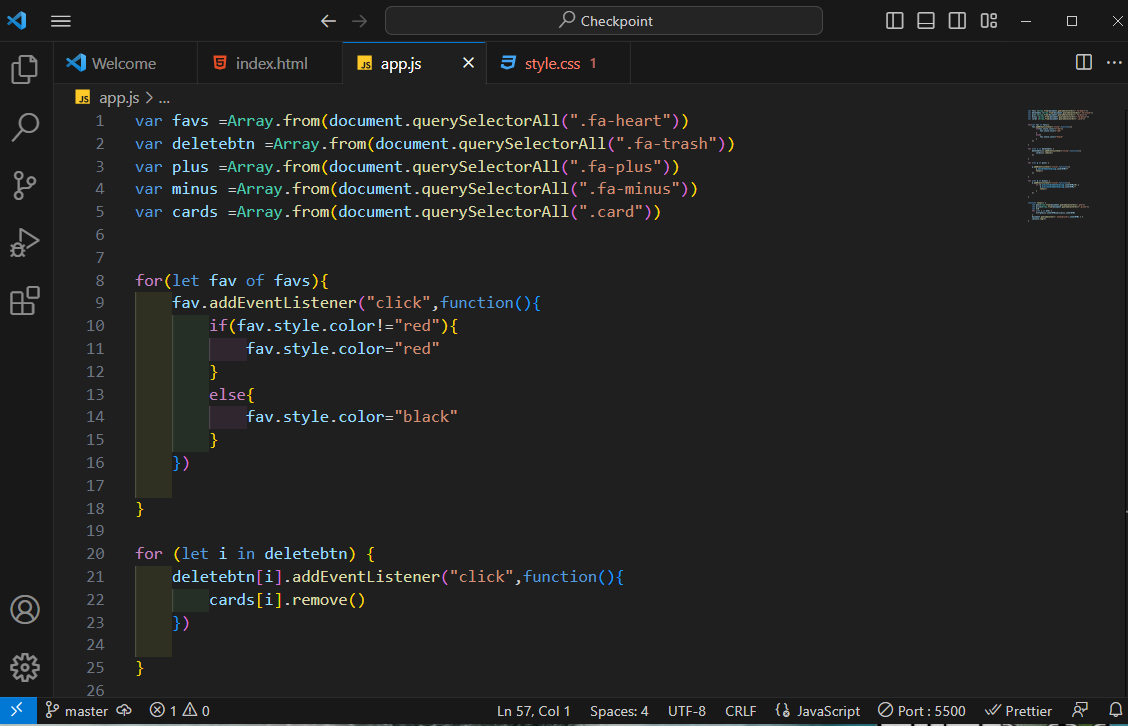 Checkpoint
Welcome
index.html
JS app.js
style.css 1
JS app.js > ...
1 var favs =Array.from(document.querySelectorAll(".fa-heart"))
2 var deletebtn =Array.from(document.querySelectorAll(".fa-trash"))
3 var plus =Array.from(document.querySelectorAll(".fa-plus"))
4 var minus =Array.from(document.querySelectorAll(".fa-minus"))
5 var cards =Array.from(document.querySelectorAll(".card"))
6
7
8 for(let fav of favs){
9 fav.addEventListener("click",function(){
10 if(fav.style.color!="red"){
11 fav.style.color="red"
12 }
13 else{
14 fav.style.color="black"
15 }
16 })
17
18 }
19
20 for (let i in deletebtn) {
21 deletebtn[i].addEventListener("click",function(){
22 cards[i].remove()
23 })
24
25 }
26
master 1 0 Ln 57, Col 1 Spaces: 4 UTF-8 CRLF JavaScript Port : 5500 Prettier